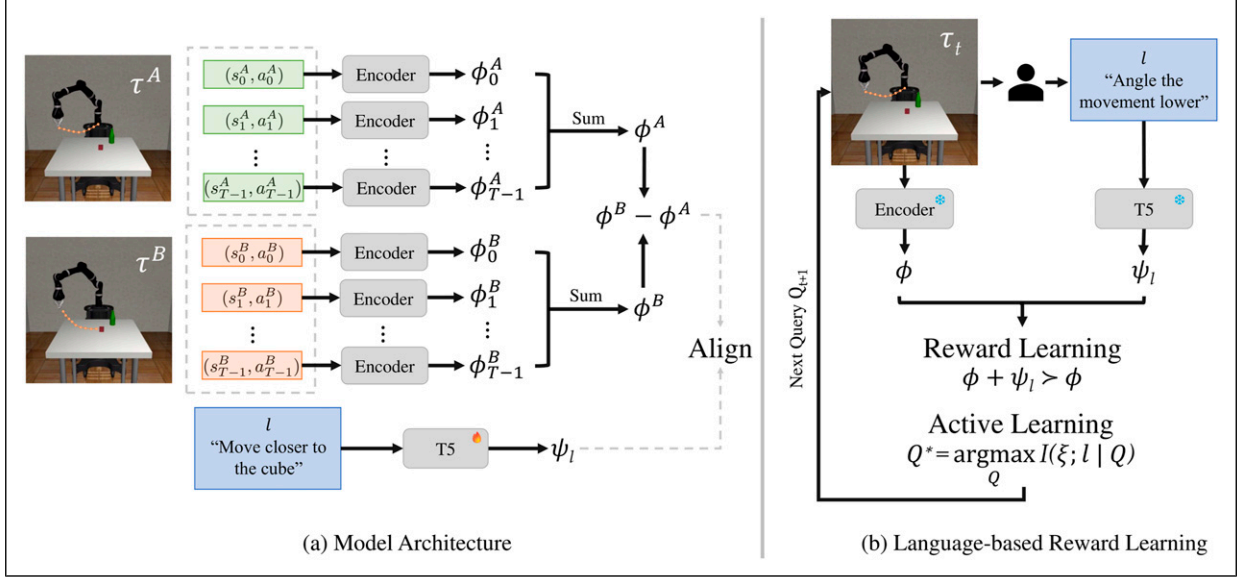 τ^A
(s_0^A, a_0^A)
Encoder
ϕ_0^A
(s_1^A, a_1^A)
Encoder
ϕ_1^A
⋮
⋮
⋮
(s_{T−1}^A, a_{T−1}^A)
Encoder
ϕ_{T−1}^A
Sum
ϕ^A
ϕ^B − ϕ^A
τ^B
(s_0^B, a_0^B)
Encoder
ϕ_0^B
(s_1^B, a_1^B)
Encoder
ϕ_1^B
⋮
⋮
⋮
(s_{T−1}^B, a_{T−1}^B)
Encoder
ϕ_{T−1}^B
Sum
ϕ^B
Align
l
“Move closer to
the cube”
T5
ψ_l
(a) Model Architecture
τ_t
l
“Angle the
movement lower”
Encoder
T5
ϕ
ψ_l
Next Query Q_{t+1}
Reward Learning
ϕ + ψ_l ≻ ϕ
Active Learning
Q* = argmax I(ξ; l | Q)
Q
(b) Language-based Reward Learning